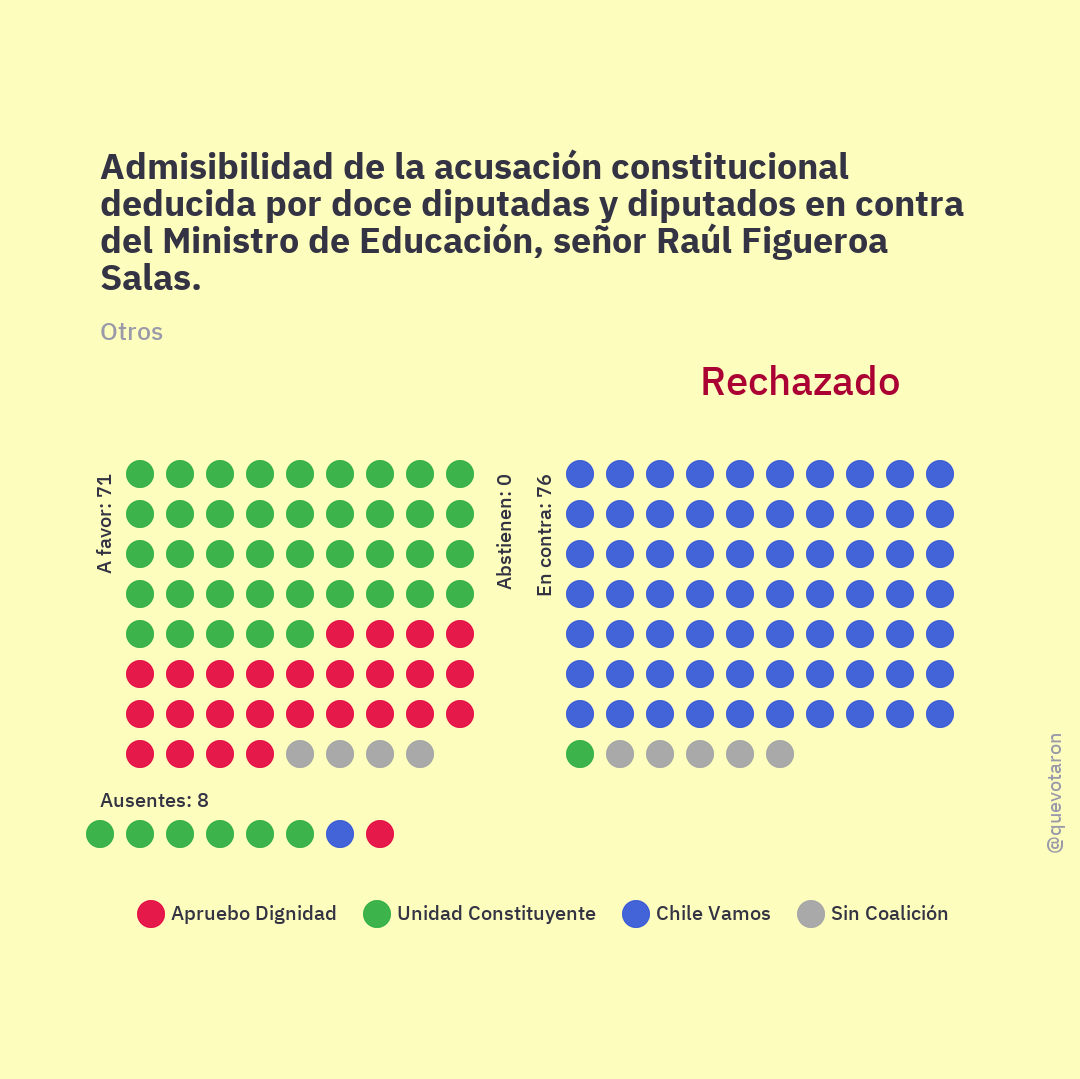 Admisibilidad de la acusación constitucional
deducida por doce diputadas y diputados en contra
del Ministro de Educación, señor Raúl Figueroa
Salas.
Otros
Rechazado
A favor: 71
Abstienen: 0
En contra: 76
Ausentes: 8
@quevotaron
Apruebo Dignidad
Unidad Constituyente
Chile Vamos
Sin Coalición